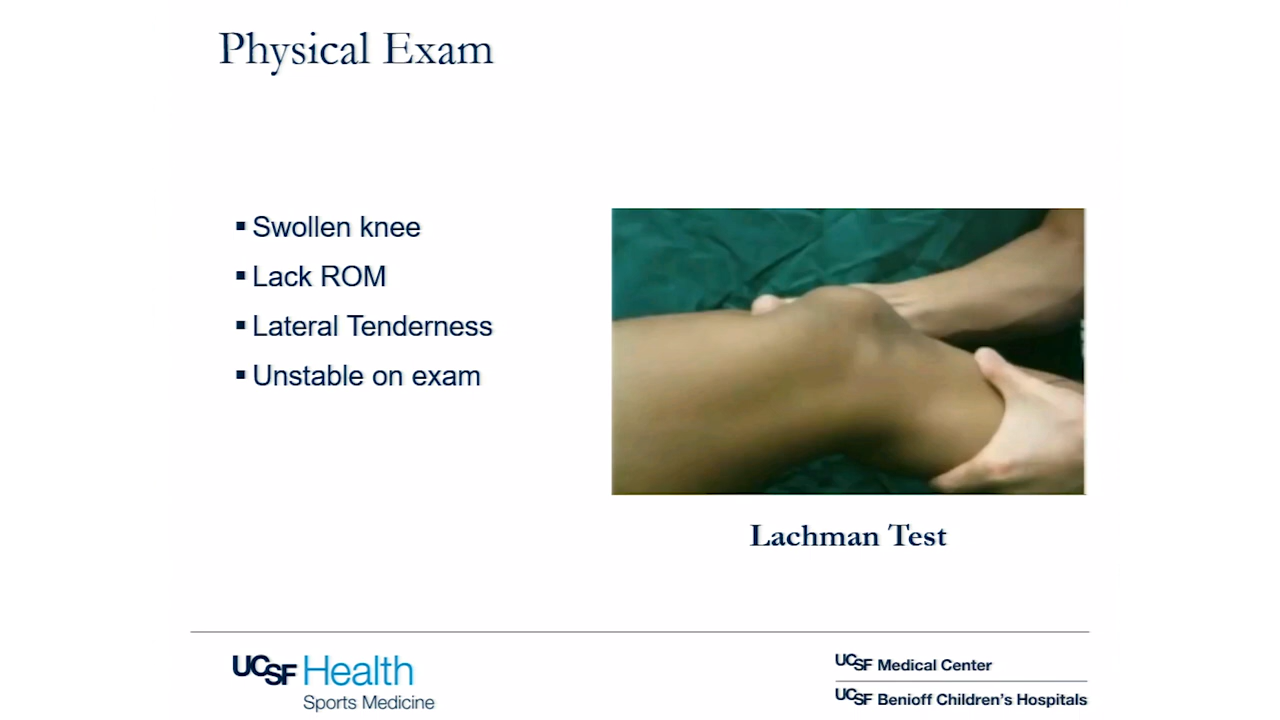 Physical Exam
Swollen knee
Lack ROM
Lateral Tenderness
Unstable on exam
Lachman Test
UCSF Health
Sports Medicine
UCSF Medical Center
UCSF Benioff Children's Hospitals